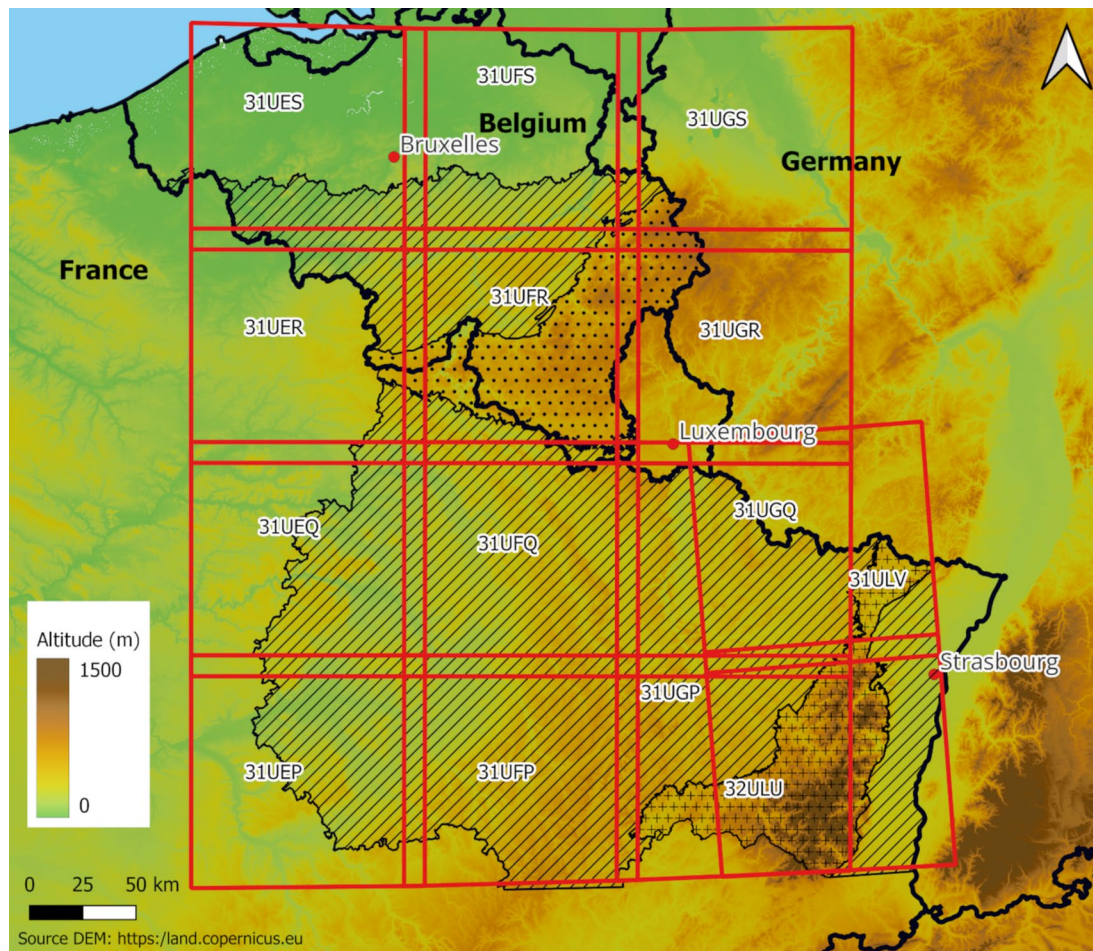 31UES
31UFS
31UGS
Belgium
Bruxelles
Germany
France
31UFR
31UER
31UGR
Luxembourg
31UEQ
31UFQ
31UGQ
31ULV
Altitude (m)
1500
0
Strasbourg
31UGP
31UEP
31UFP
32ULU
0 25 50 km
Source DEM: https:/land.copernicus.eu